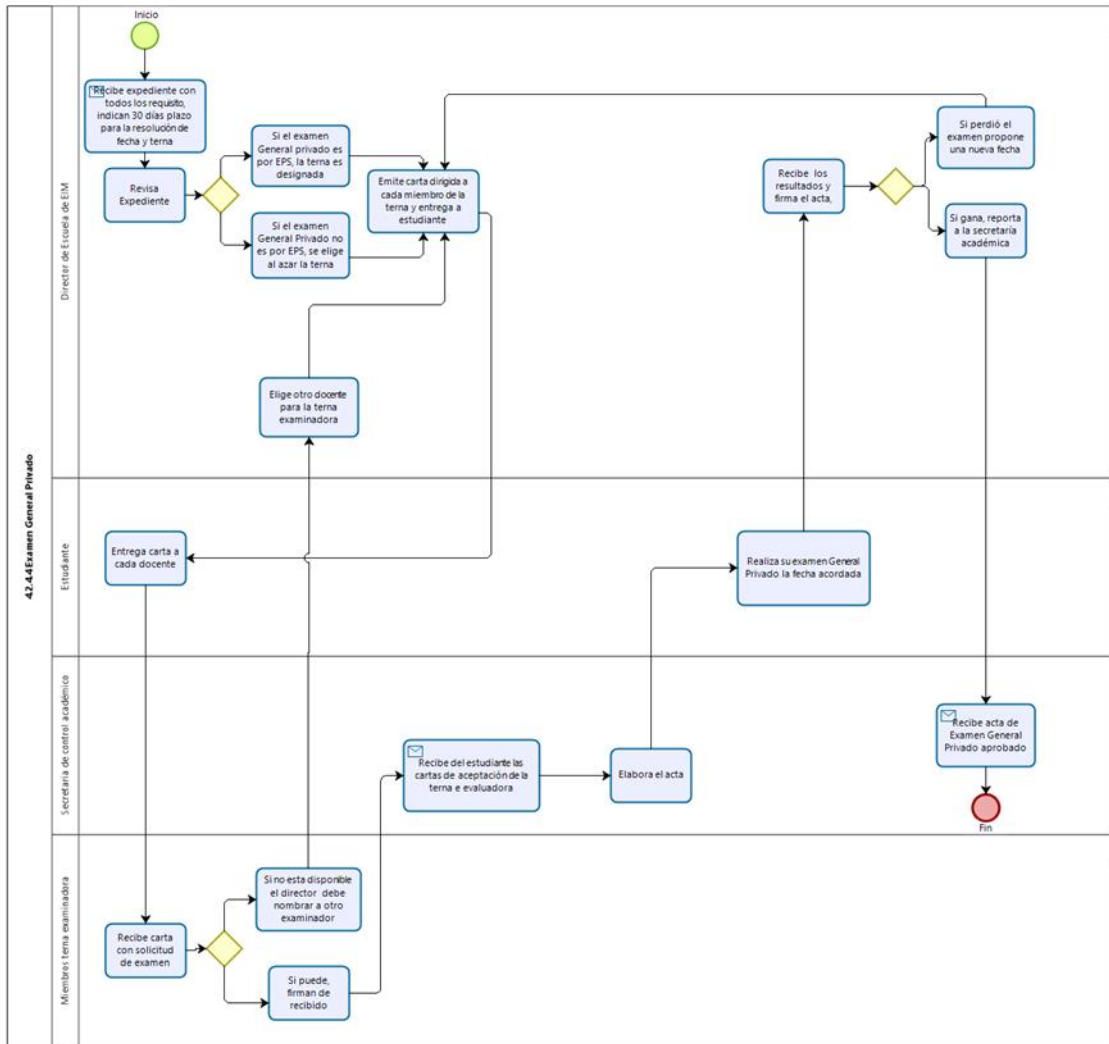 4.2.4.4 Examen General Privado
Director de Escuela de EIM
Inicio
Recibe expediente con
todos los requisito,
indican 30 días plazo
para la resolución de
fecha y terna
Revisa
Expediente
Si el examen
General privado es
por EPS, la terna es
designada
Si el examen
General Privado no
es por EPS, se elige
al azar la terna
Emite carta dirigida a
cada miembro de la
terna y entrega a
estudiante
Elige otro docente
para la terna
examinadora
Recibe los
resultados y
firma el acta,
Si perdió el
examen propone
una nueva fecha
Si gana, reporta
a la secretaría
académica
Estudiante
Entrega carta a
cada docente
Realiza su examen General
Privado la fecha acordada
Secretaria de control académico
Recibe del estudiante las
cartas de aceptación de la
terna e evaluadora
Elabora el acta
Recibe acta de
Examen General
Privado aprobado
Fin
Miembros terna examinadora
Recibe carta
con solicitud
de examen
Si no esta disponible
el director debe
nombrar a otro
examinador
Si puede,
firman de
recibido